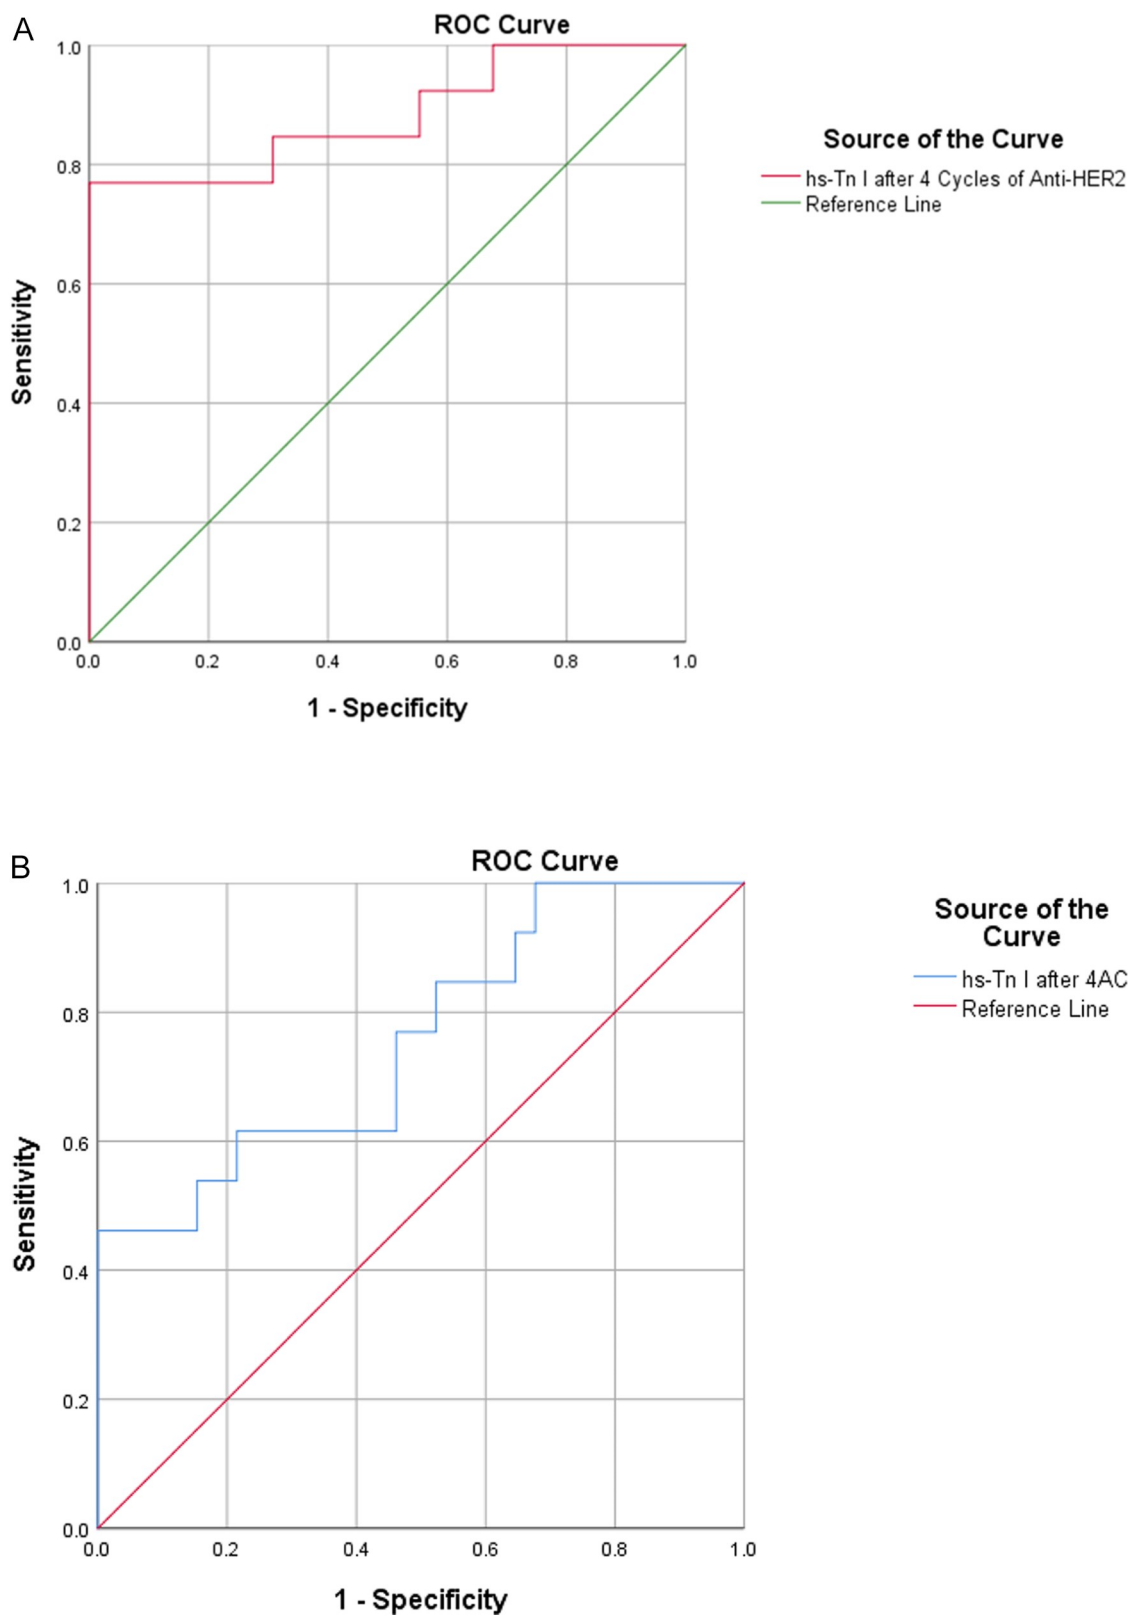 A
ROC Curve
1.0
0.8
0.6
0.4
0.2
0.0
0.0 0.2 0.4 0.6 0.8 1.0
Sensitivity
1 - Specificity
Source of the Curve
hs-Tn I after 4 Cycles of Anti-HER2
Reference Line
B
ROC Curve
1.0
0.8
0.6
0.4
0.2
0.0
0.0 0.2 0.4 0.6 0.8 1.0
Sensitivity
1 - Specificity
Source of the
Curve
hs-Tn I after 4AC
Reference Line